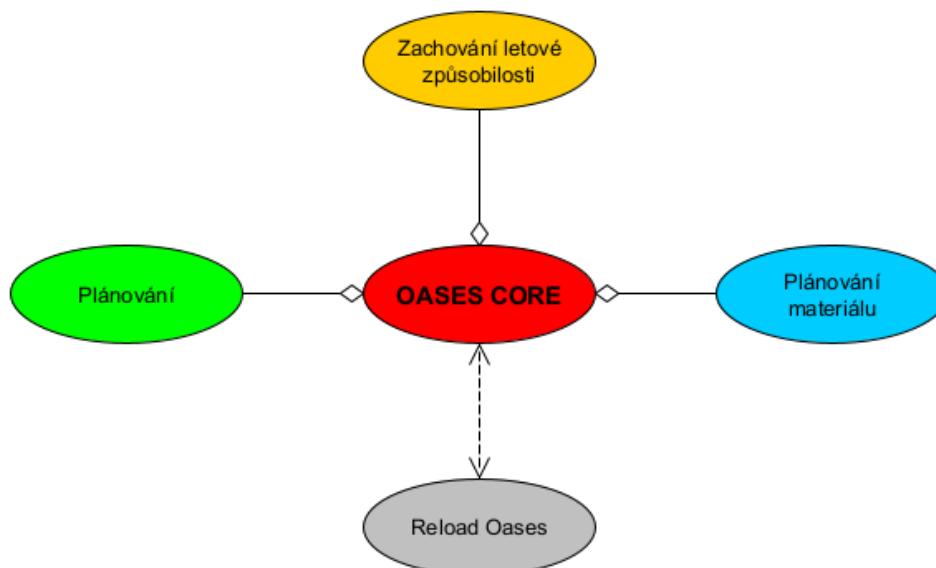 Zachování letové
způsobilosti
Plánování
OASES CORE
Plánování
materiálu
Reload Oases